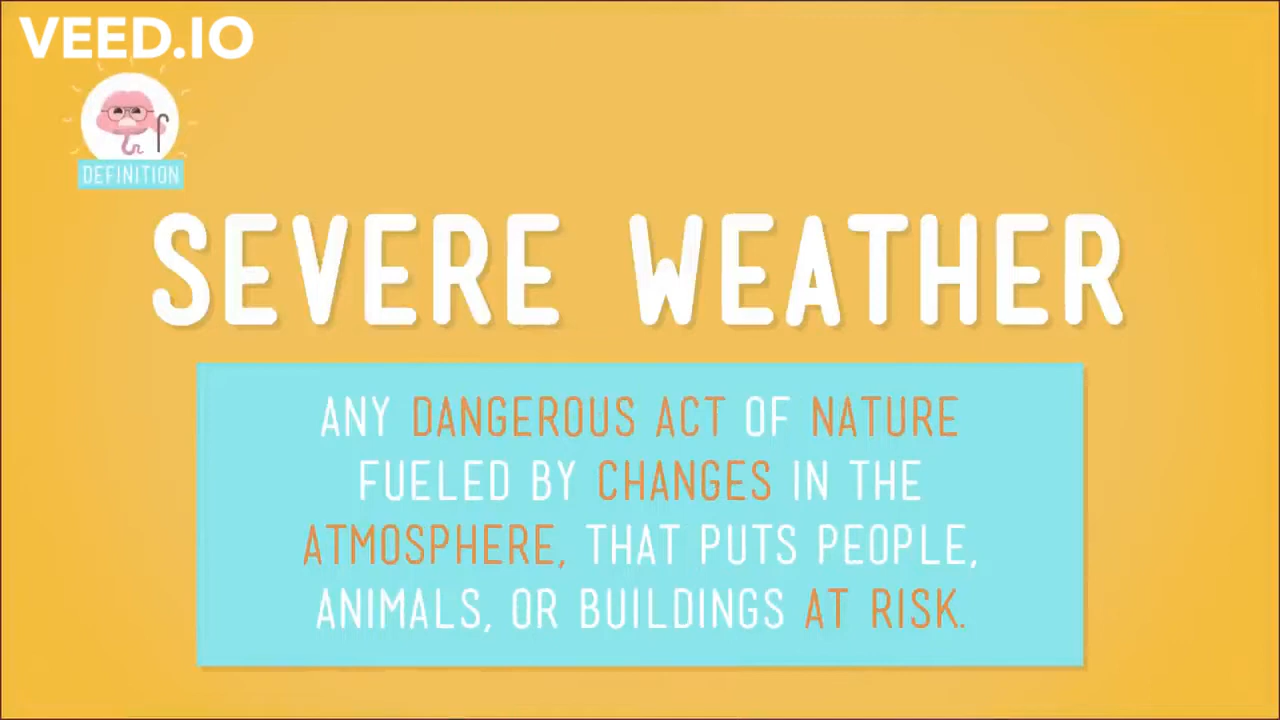 VEED.IO
DEFINITION
SEVERE WEATHER
ANY DANGEROUS ACT OF NATURE
FUELED BY CHANGES IN THE
ATMOSPHERE, THAT PUTS PEOPLE,
ANIMALS, OR BUILDINGS AT RISK.